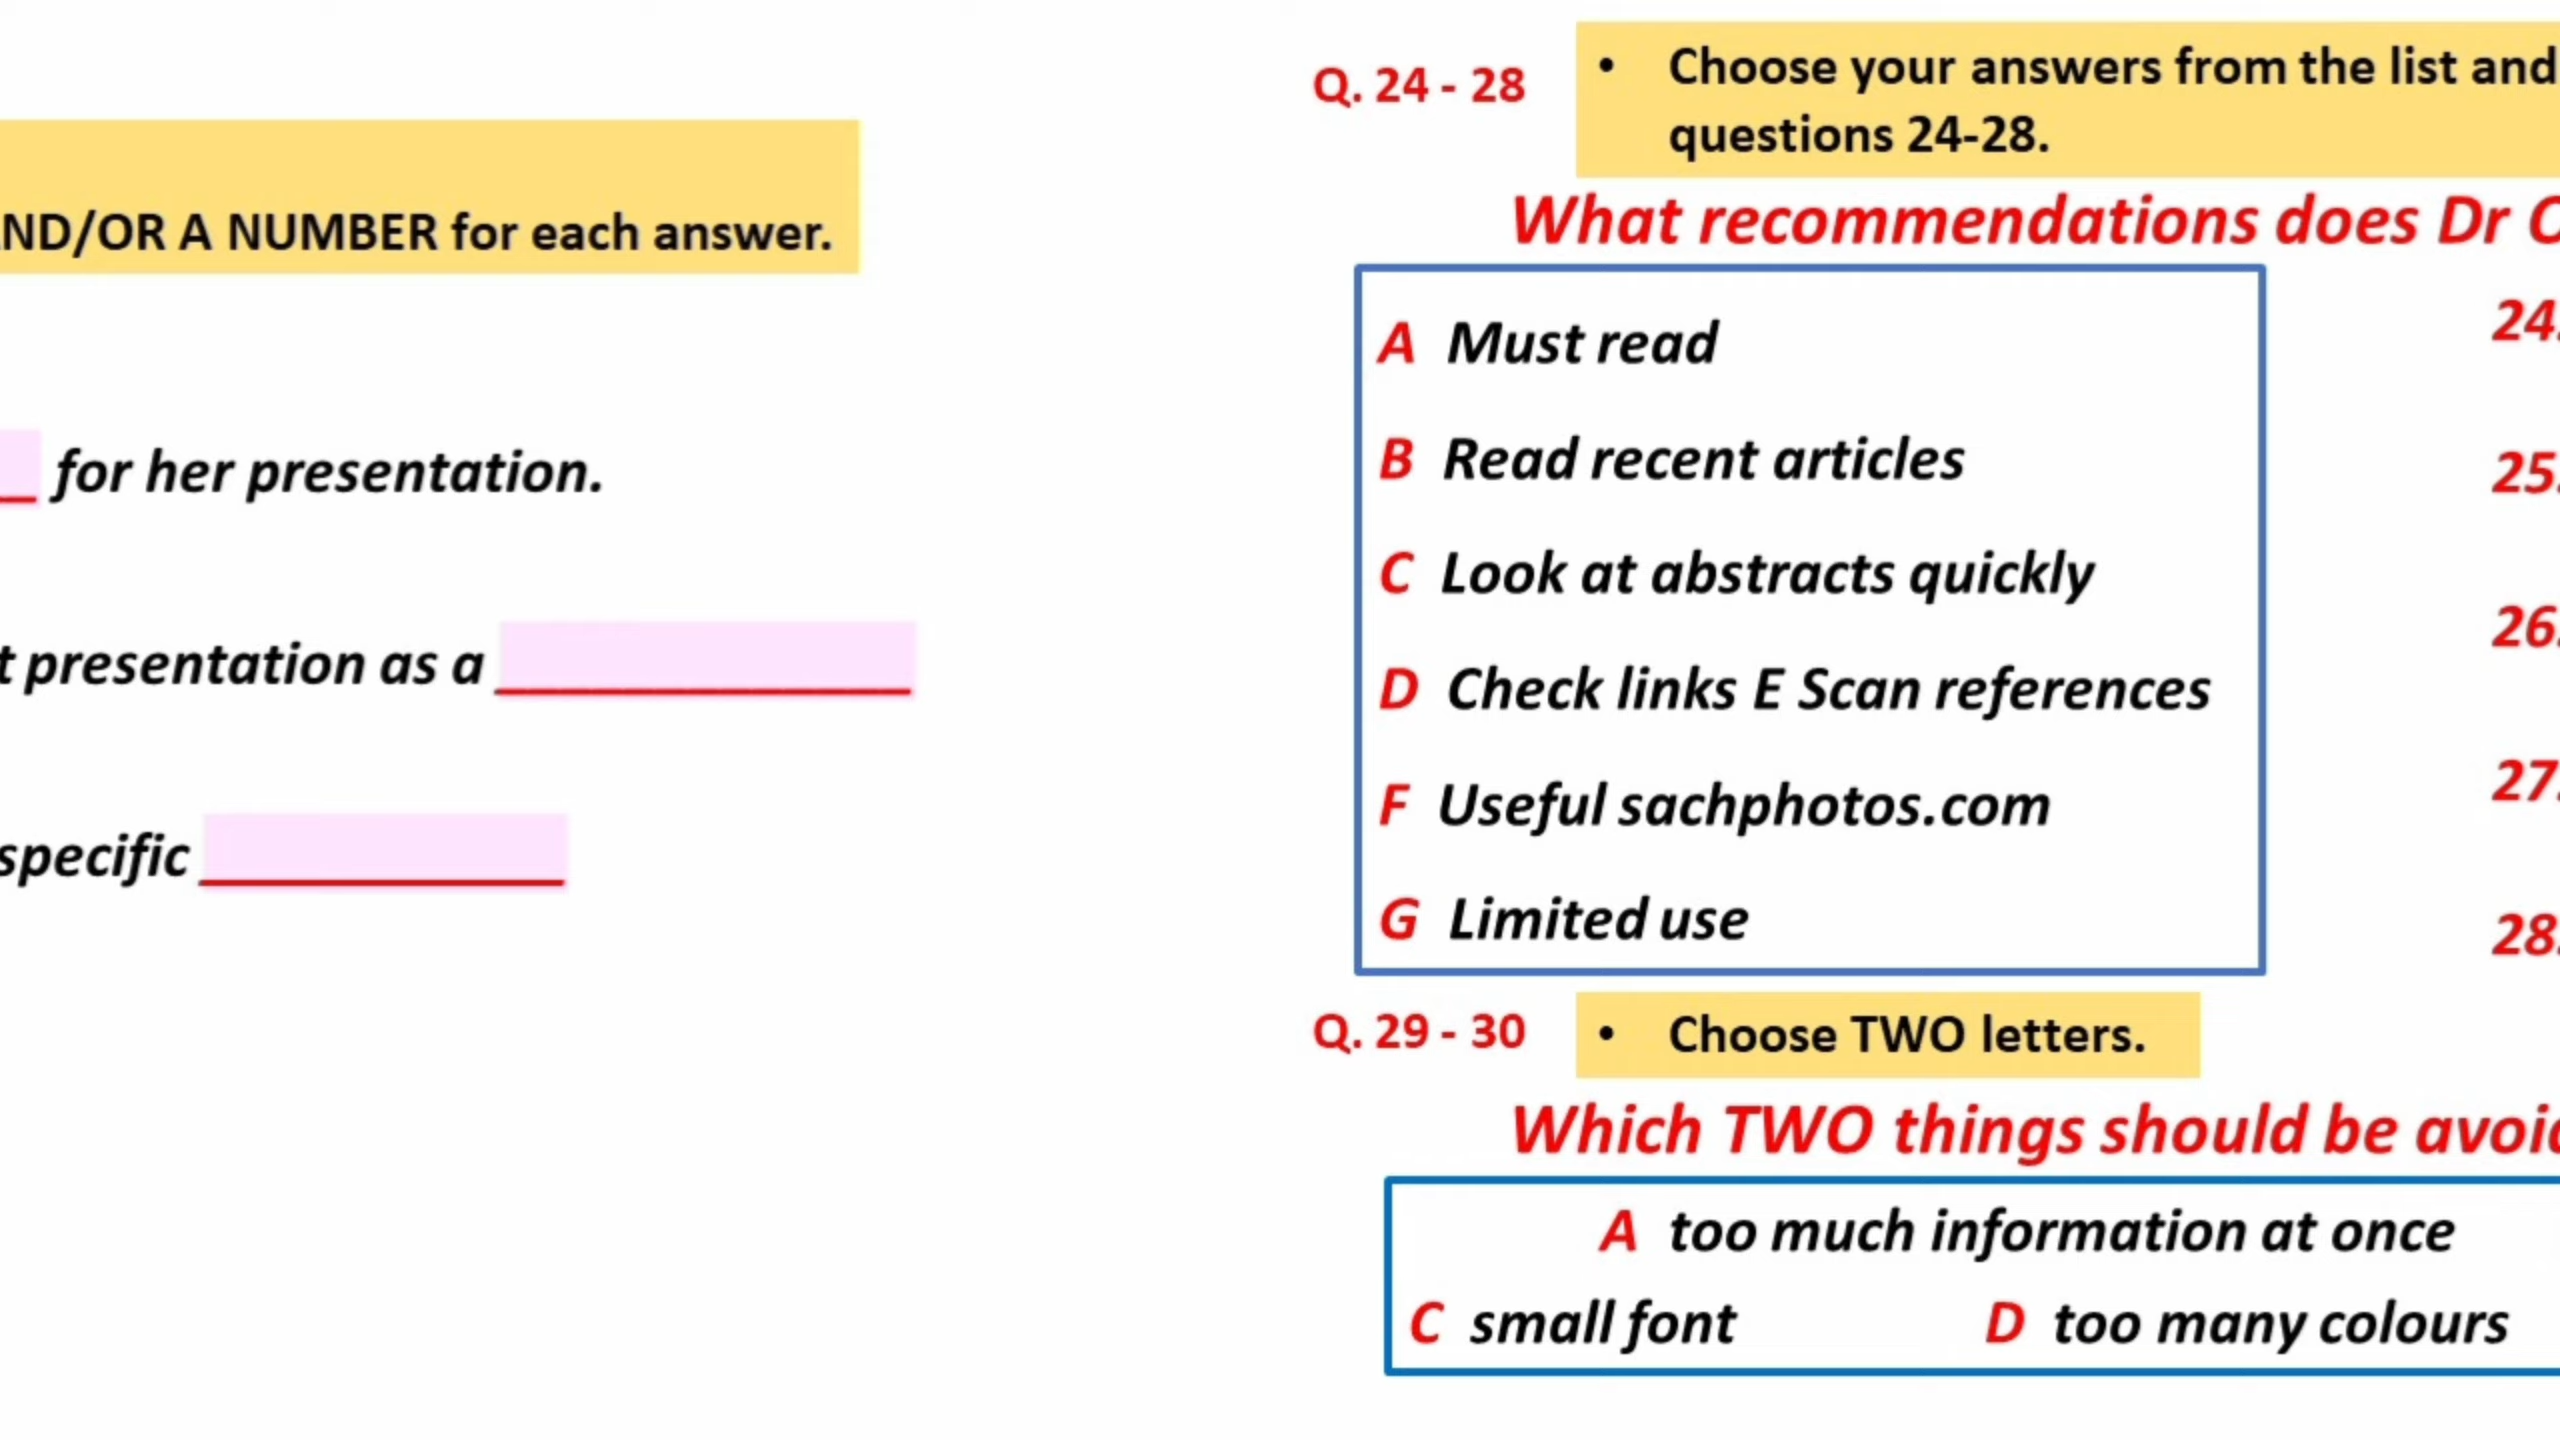 ND/OR A NUMBER for each answer.
for her presentation.
t presentation as a
specific
Q. 24 - 28
• Choose your answers from the list and
questions 24-28.
What recommendations does Dr
A Must read
B Read recent articles
C Look at abstracts quickly
D Check links E Scan references
F Useful sachphotos.com
G Limited use
24.
25.
26.
27.
28.
Q. 29 - 30
• Choose TWO letters.
Which TWO things should be avoid
A too much information at once
C small font D too many colours